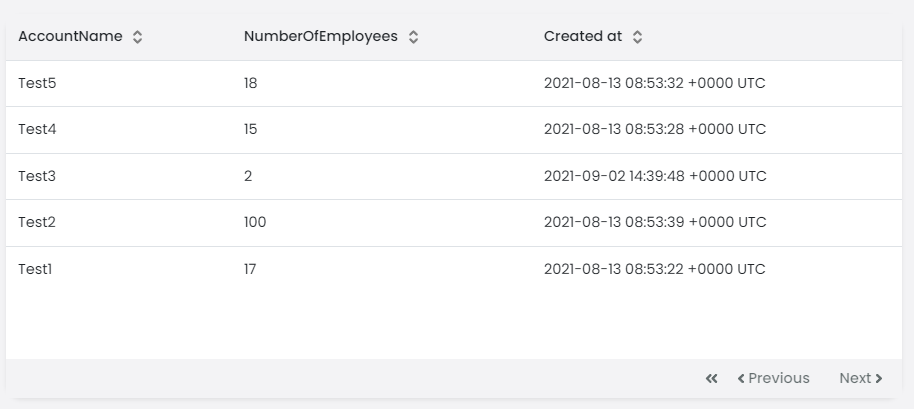 AccountName NumberOfEmployees Created at
Test5 18 2021-08-13 08:53:32 +0000 UTC
Test4 15 2021-08-13 08:53:28 +0000 UTC
Test3 2 2021-09-02 14:39:48 +0000 UTC
Test2 100 2021-08-13 08:53:39 +0000 UTC
Test1 17 2021-08-13 08:53:22 +0000 UTC
Previous Next